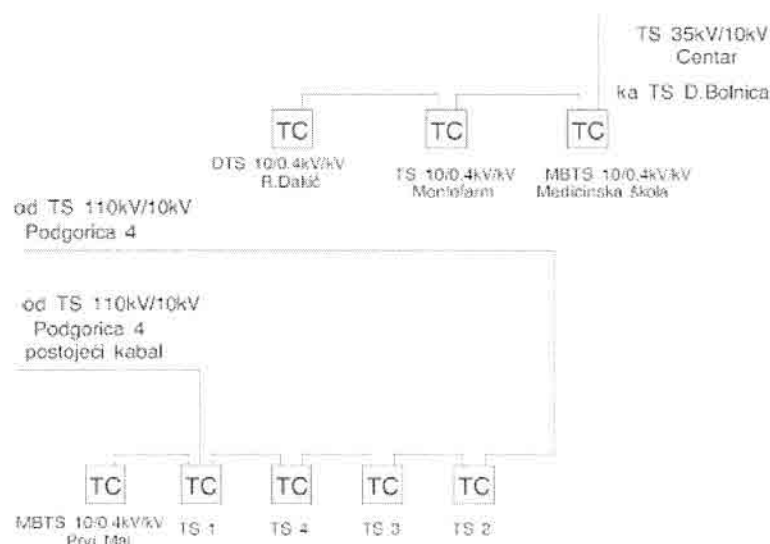 TS 35kV/10kV
Centar
ka TS D.Bolnica
TC
TC
TC
DTS 10/0.4kV/kV
R.Dakić
TS 10/0.4kV/kV
Montefarm
MBTS 10/0.4kV/kV
Medicinska škola
od TS 110kV/10kV
Podgorica 4
od TS 110kV/10kV
Podgorica 4
postojeći kabal
TC
TC
TC
TC
TC
MBTS 10/0.4kV/kV
TS 1
TS 4
TS 3
TS 2